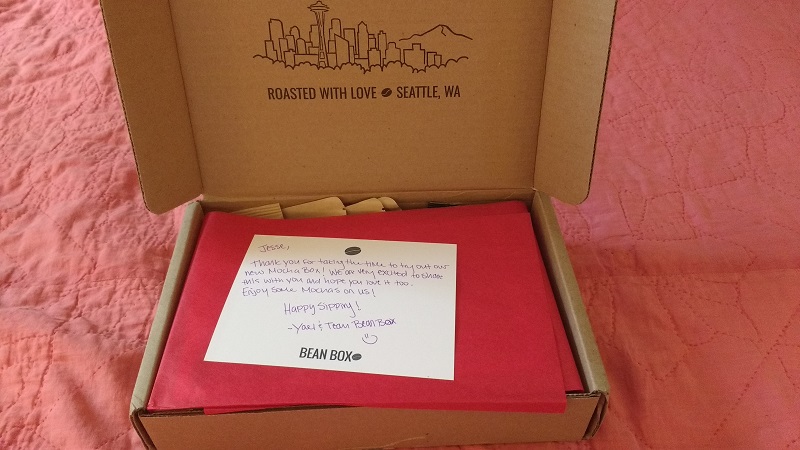 ROASTED WITH LOVE SEATTLE, WA
Jesse,
Thank you for taking the time to try out our
new Mocha Box! We are very excited to share
this with you and hope you love it too.
Enjoy some Mochas on us!
Happy Sipping!
-Yael & Team Bean Box
BEAN BOX